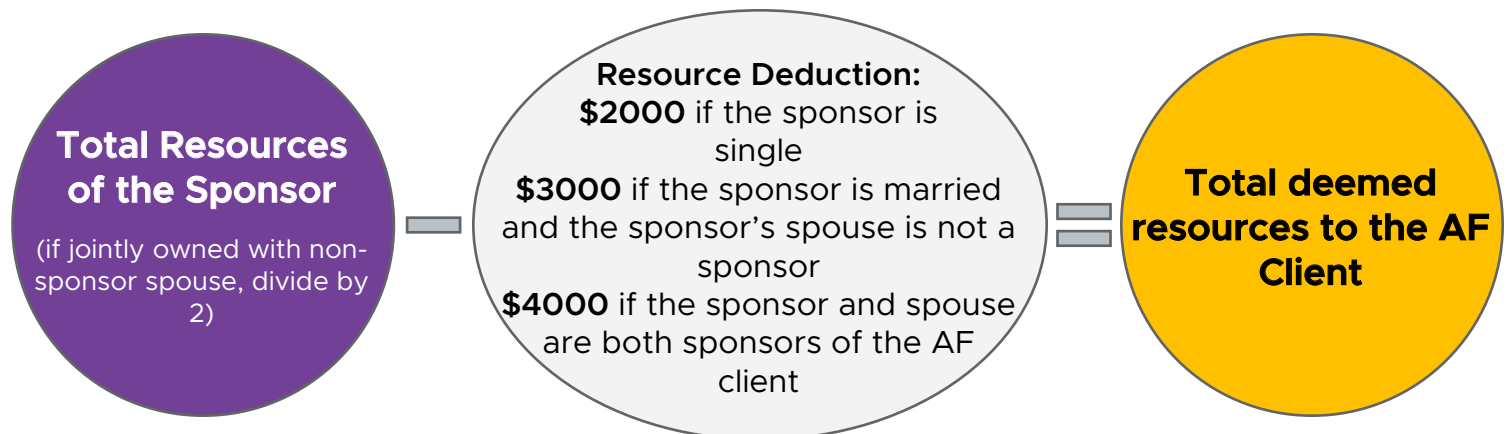 Total Resources
of the Sponsor
(if jointly owned with non-
sponsor spouse, divide by
2)
Resource Deduction:
$2000 if the sponsor is
single
$3000 if the sponsor is married
and the sponsor’s spouse is not a
sponsor
$4000 if the sponsor and spouse
are both sponsors of the AF
client
Total deemed
resources to the AF
Client